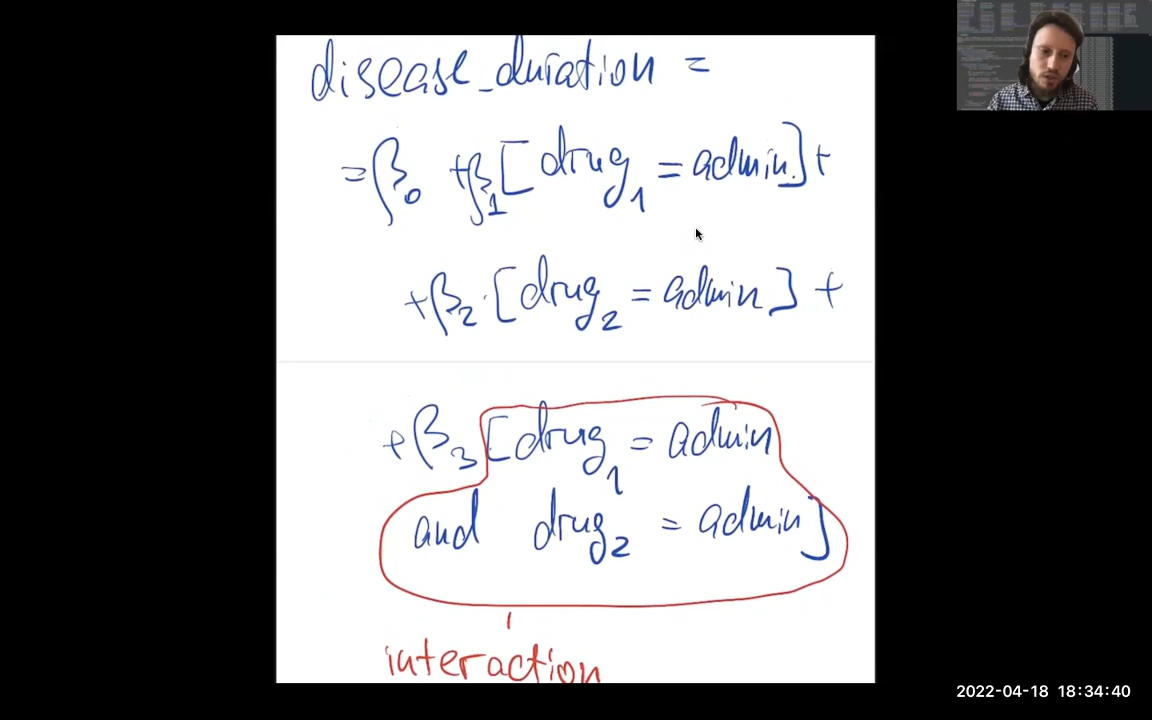 disease_duration =
= β₀ + β₁ [drug₁ = admin] +
+ β₂ · [drug₂ = admin] +
+ β₃ [drug₁ = admin
and drug₂ = admin]
interaction
2022-04-18 18:34:40